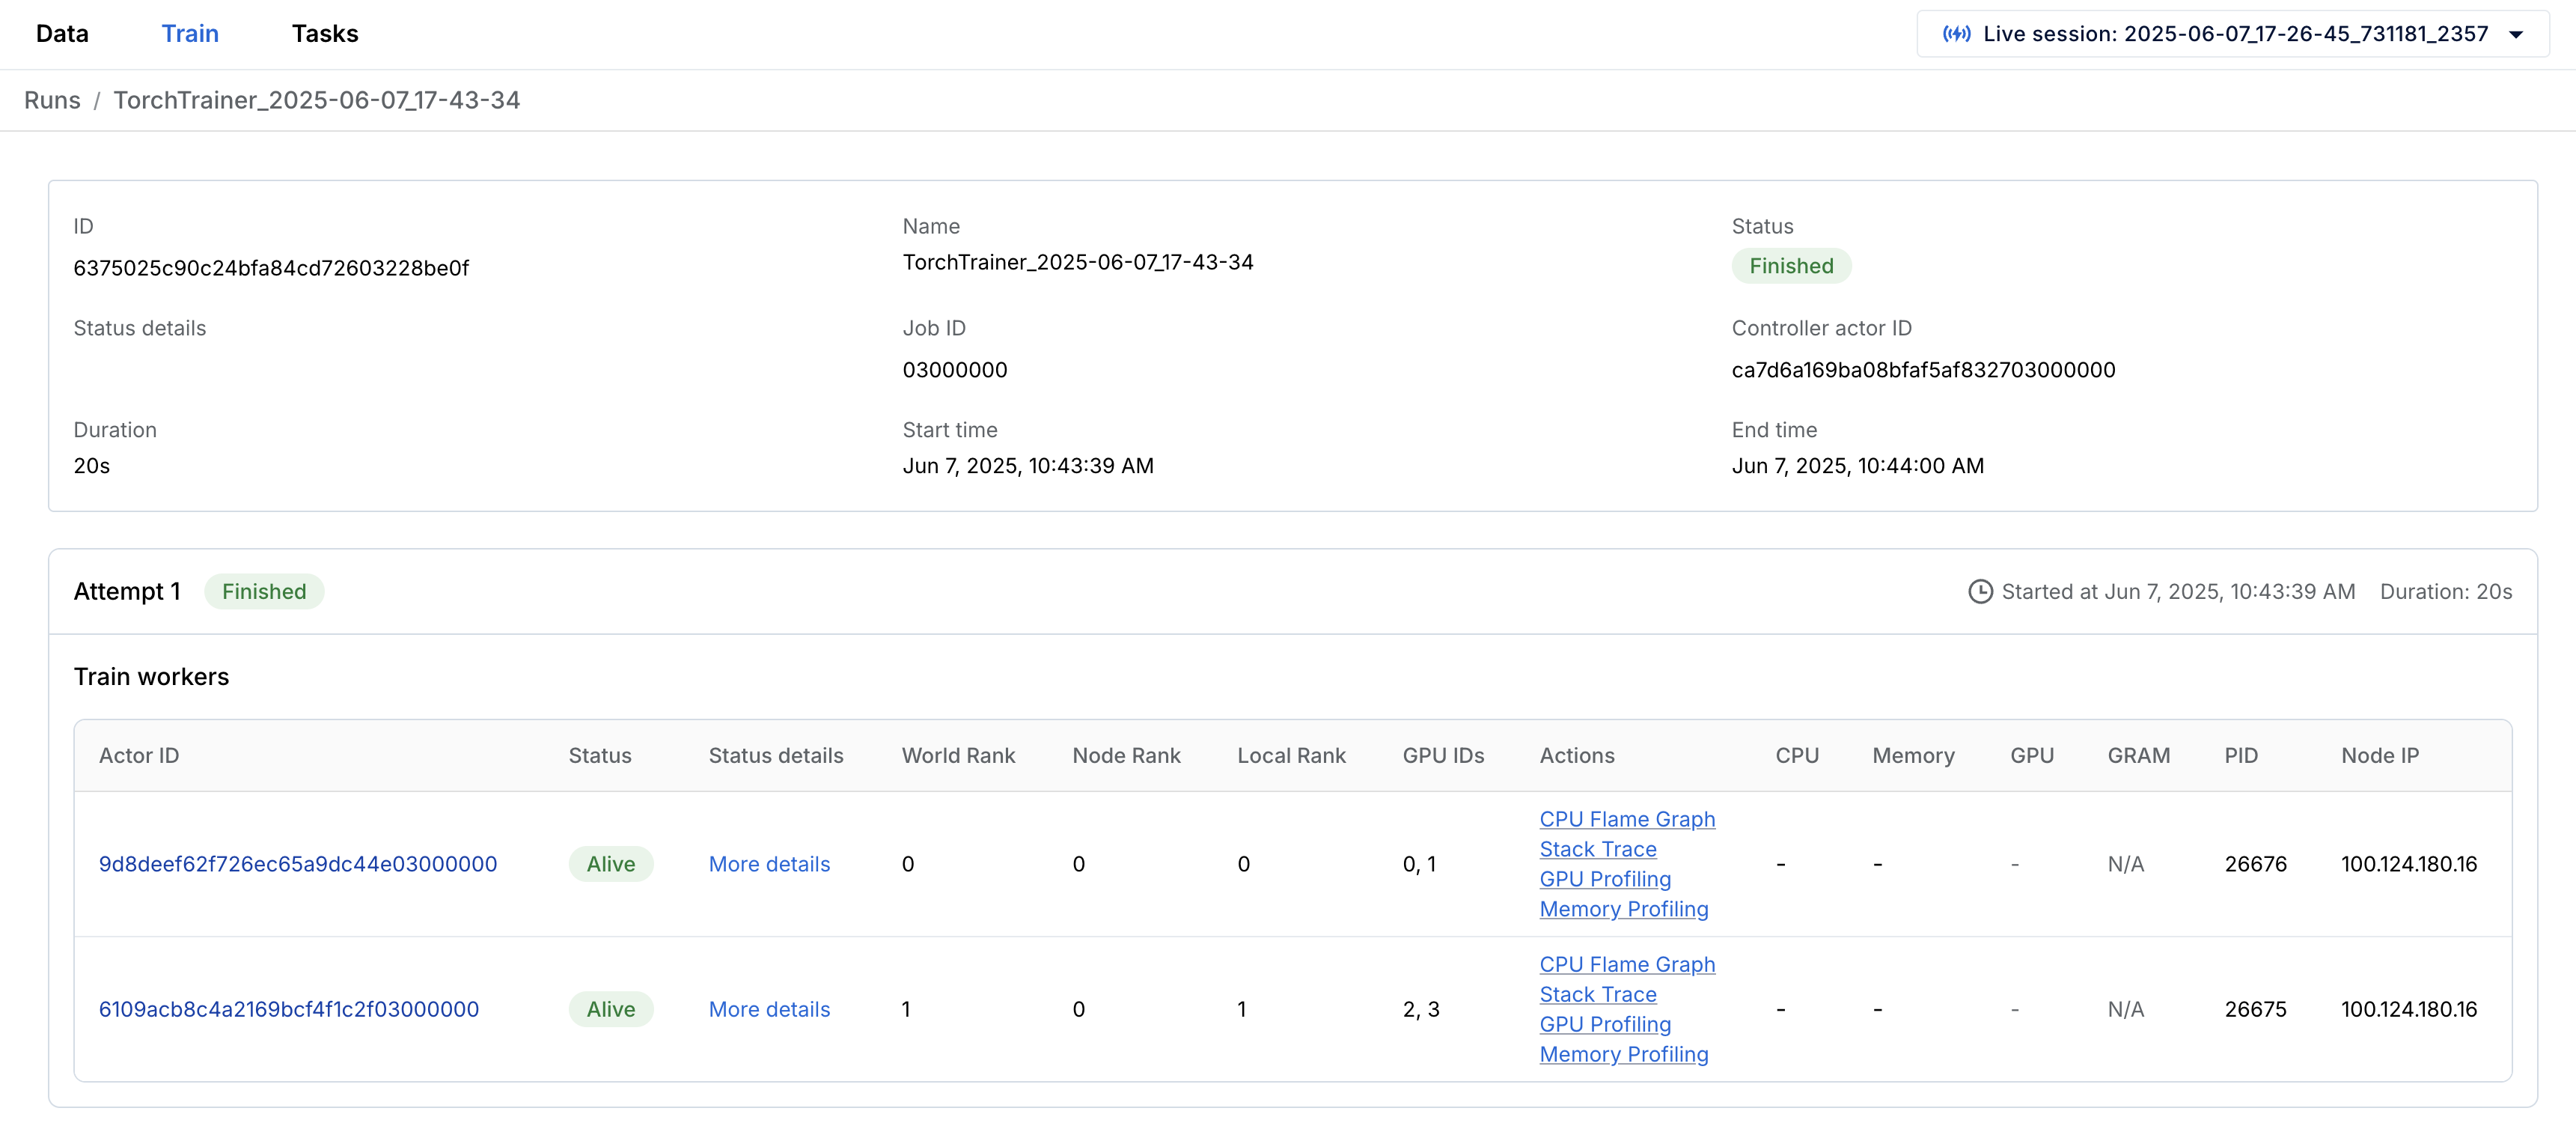 Data Train Tasks Live session: 2025-06-07_17-26-45_731181_2357
Runs / TorchTrainer_2025-06-07_17-43-34
ID Name Status
6375025c90c24bfa84cd72603228be0f TorchTrainer_2025-06-07_17-43-34 Finished
Status details Job ID Controller actor ID
03000000 ca7d6a169ba08bfaf5af832703000000
Duration Start time End time
20s Jun 7, 2025, 10:43:39 AM Jun 7, 2025, 10:44:00 AM
Attempt 1 Finished Started at Jun 7, 2025, 10:43:39 AM Duration: 20s
Train workers
Actor ID Status Status details World Rank Node Rank Local Rank GPU IDs Actions CPU Memory GPU GRAM PID Node IP
9d8deef62f726ec65a9dc44e03000000 Alive More details 0 0 0 0, 1 CPU Flame Graph
Stack Trace
GPU Profiling
Memory Profiling - - - N/A 26676 100.124.180.16
6109acb8c4a2169bcf4f1c2f03000000 Alive More details 1 0 1 2, 3 CPU Flame Graph
Stack Trace
GPU Profiling
Memory Profiling - - - N/A 26675 100.124.180.16